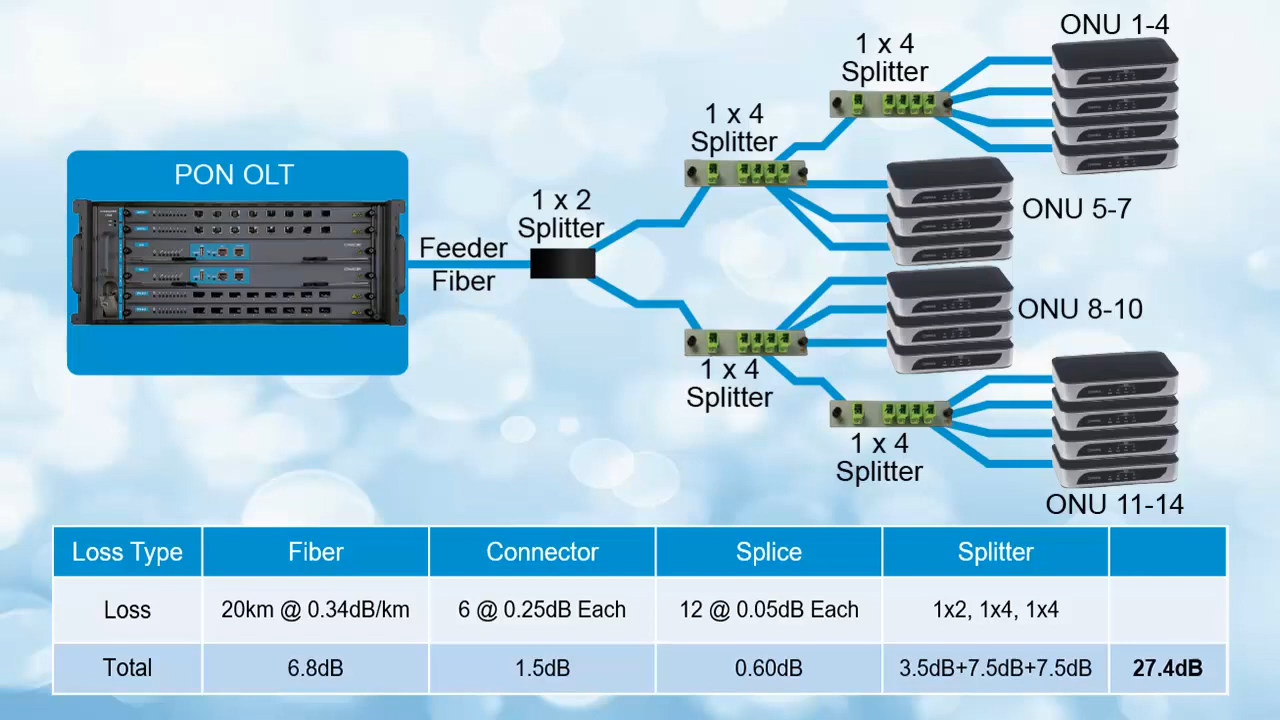 ONU 1-4
1 x 4
Splitter
1 x 4
Splitter
PON OLT
1 x 2
Splitter
ONU 5-7
Feeder
Fiber
ONU 8-10
1 x 4
Splitter
1 x 4
Splitter
ONU 11-14
Loss Type Fiber Connector Splice Splitter
Loss 20km @ 0.34dB/km 6 @ 0.25dB Each 12 @ 0.05dB Each 1x2, 1x4, 1x4
Total 6.8dB 1.5dB 0.60dB 3.5dB+7.5dB+7.5dB 27.4dB